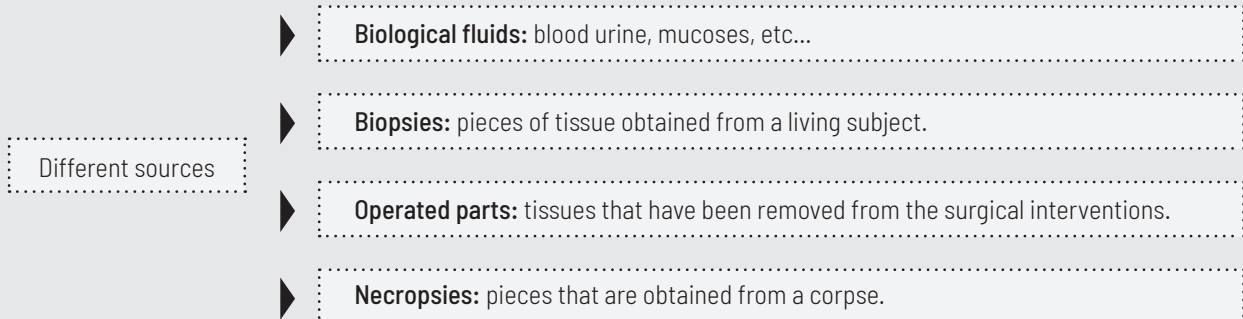 Biological fluids: blood urine, mucoses, etc...
Biopsies: pieces of tissue obtained from a living subject.
Different sources
Operated parts: tissues that have been removed from the surgical interventions.
Necropsies: pieces that are obtained from a corpse.